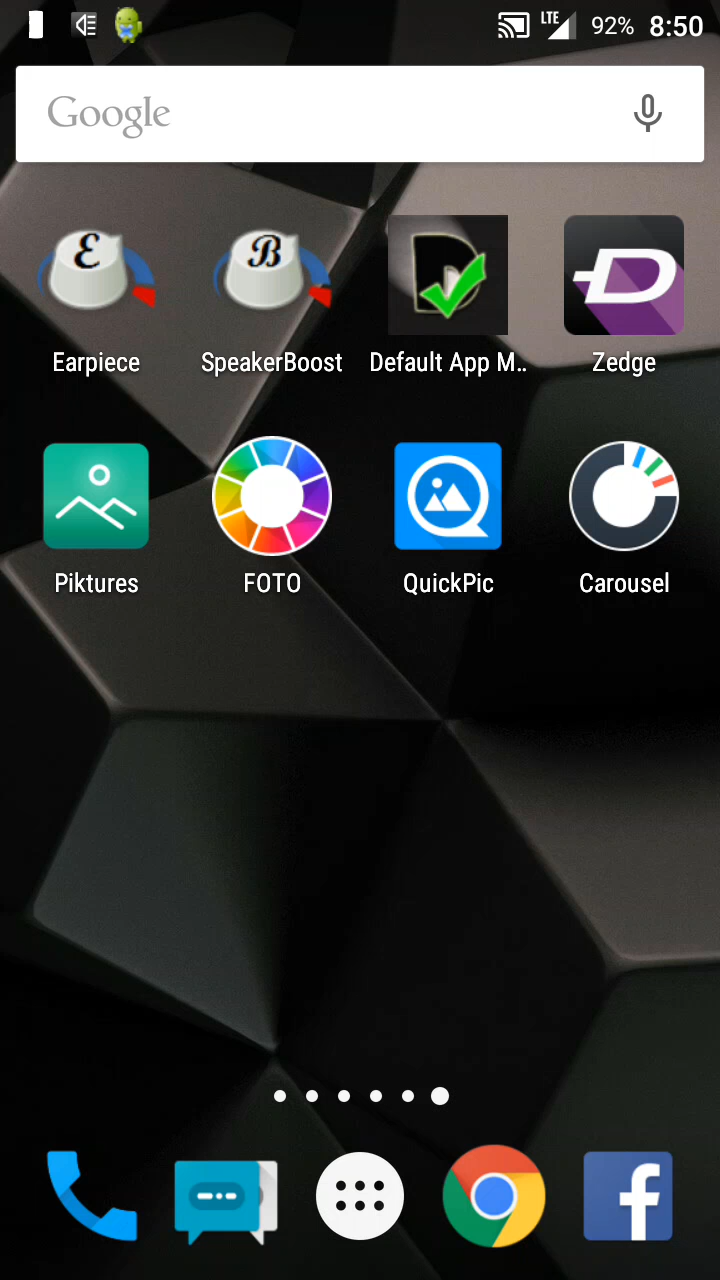 LTE 92% 8:50
Google
E B D
Earpiece SpeakerBoost Default App M.. Zedge
Piktures FOTO QuickPic Carousel
f